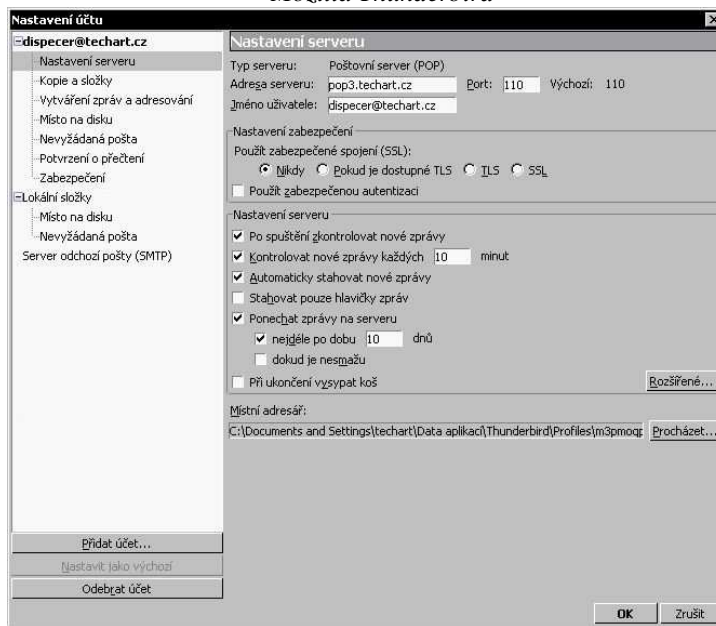 Mozilla Thunderbird
Nastavení účtu
dispecer@techart.cz
Nastavení serveru
Kopie a složky
Vytváření zpráv a adresování
Místo na disku
Nevyžádaná pošta
Potvrzení o přečtení
Zabezpečení
Lokální složky
Místo na disku
Nevyžádaná pošta
Server odchozí pošty (SMTP)
Přidat účet...
Nastavit jako výchozí
Odebrat účet
Nastavení serveru
Typ serveru: Poštovní server (POP)
Adresa serveru: pop3.techart.cz Port: 110 Výchozí: 110
Jméno uživatele: dispecer@techart.cz
Nastavení zabezpečení
Použít zabezpečené spojení (SSL):
Nikdy Pokud je dostupné TLS TLS SSL
Použít zabezpečenou autentizaci
Nastavení serveru
Po spuštění zkontrolovat nové zprávy
Kontrolovat nové zprávy každých 10 minut
Automaticky stahovat nové zprávy
Stahovat pouze hlavičky zpráv
Ponechat zprávy na serveru
nejdéle po dobu 10 dnů
dokud je nesmažu
Při ukončení vysypat koš
Rozšířené...
Místní adresář:
C:\Documents and Settings\techart\Data aplikací\Thunderbird\Profiles\m3pmoqp Procházet...
OK Zrušit